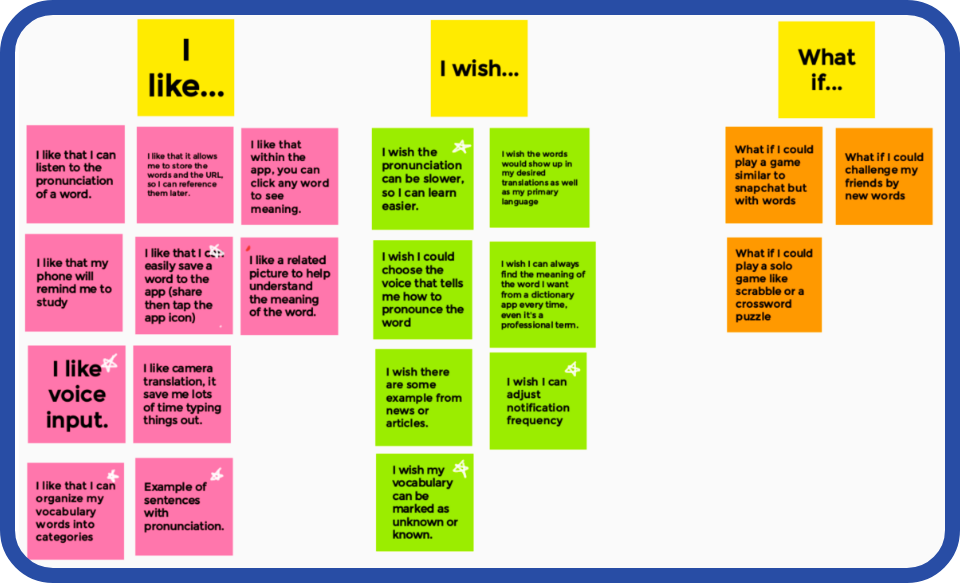 I
like...
I wish...
What
if...
I like that I can
listen to the
pronunciation
of a word.
I like that it allows
me to store the
words and the URL,
so I can reference
them later.
I like that
within the
app, you can
click any word
to see
meaning.
I like that my
phone will
remind me to
study
I like that I can
easily save a
word to the
app (share
then tap the
app icon)
I like a related
picture to help
understand
the meaning
of the word.
I like
voice
input.
I like camera
translation, it
save me lots
of time typing
things out.
I like that I can
organize my
vocabulary
words into
categories
Example of
sentences
with
pronunciation.
I wish the
pronunciation
can be slower,
so I can learn
easier.
I wish the words
would show up in
my desired
translations as well
as my primary
language
I wish I could
choose the
voice that tells
me how to
pronounce the
word
I wish I can always
find the meaning of
the word I want
from a dictionary
app every time,
even it's a
professional term.
I wish there
are some
example from
news or
articles.
I wish I can
adjust
notification
frequency
I wish my
vocabulary
can be
marked as
unknown or
known.
What if I could
play a game
similar to
snapchat but
with words
What if I could
challenge my
friends by
new words
What if I could
play a solo
game like
scrabble or a
crossword
puzzle